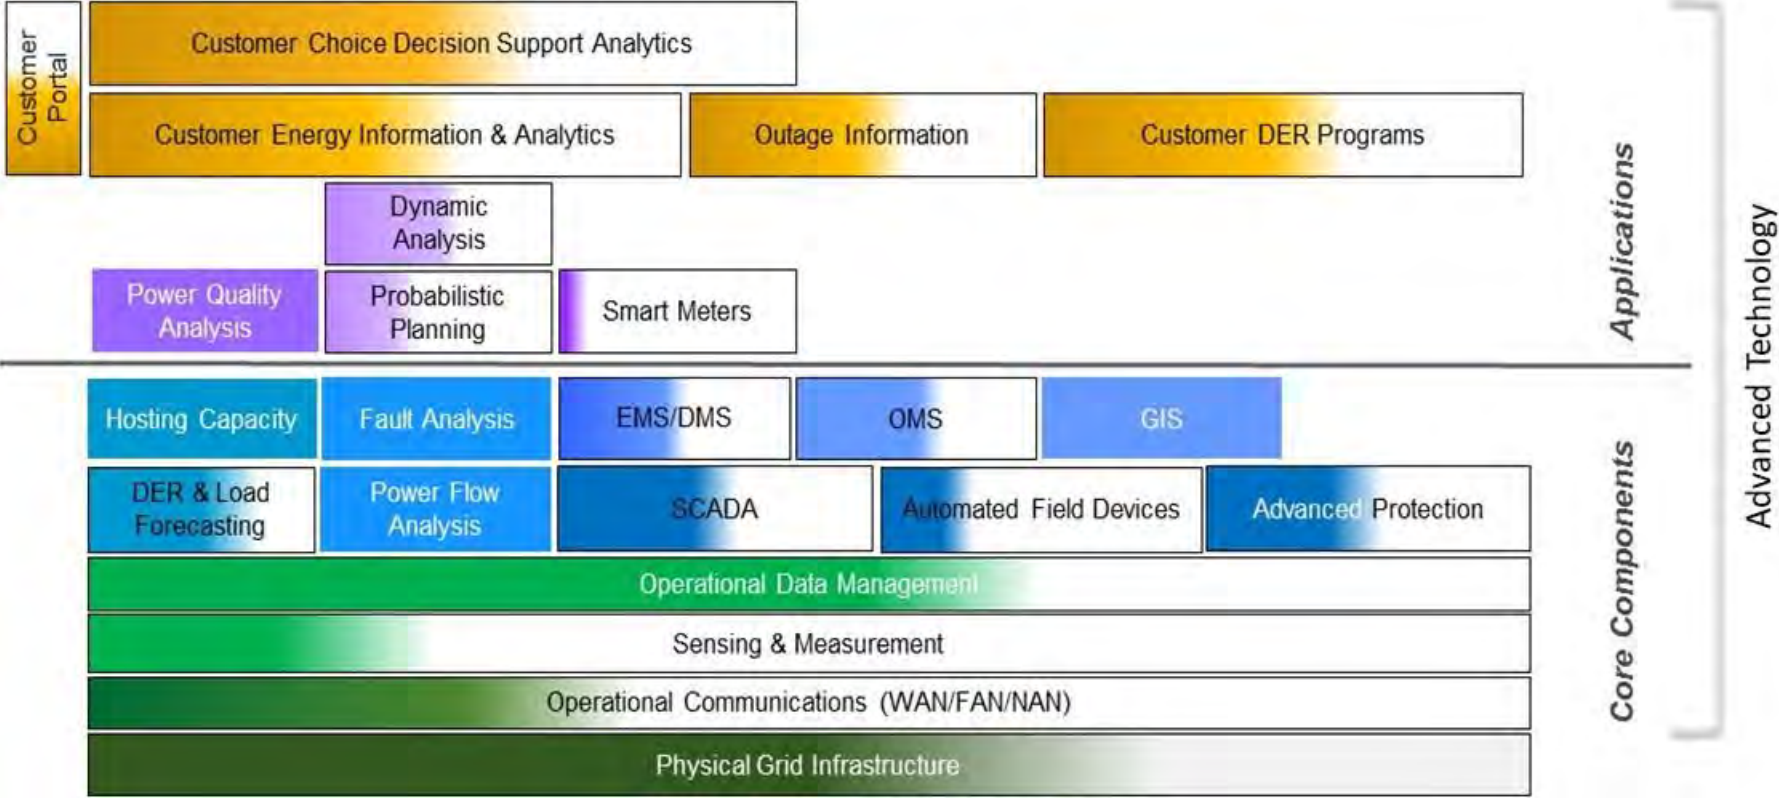 Customer
Portal
Customer Choice Decision Support Analytics
Customer Energy Information & Analytics
Outage Information
Customer DER Programs
Dynamic
Analysis
Power Quality
Analysis
Probabilistic
Planning
Smart Meters
Applications
Advanced Technology
Hosting Capacity
Fault Analysis
EMS/DMS
OMS
GIS
DER & Load
Forecasting
Power Flow
Analysis
SCADA
Automated Field Devices
Advanced Protection
Operational Data Management
Sensing & Measurement
Operational Communications (WAN/FAN/NAN)
Physical Grid Infrastructure
Core Components